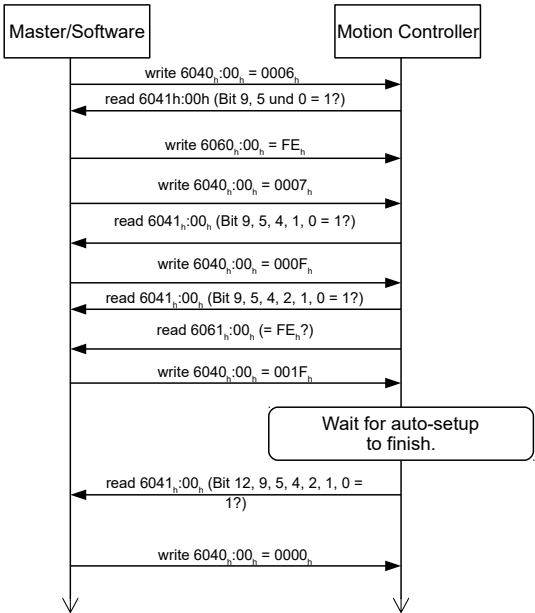 Master/Software
Motion Controller
write 6040ₕ:00ₕ = 0006ₕ
read 6041h:00h (Bit 9, 5 und 0 = 1?)
write 6060ₕ:00ₕ = FEₕ
write 6040ₕ:00ₕ = 0007ₕ
read 6041ₕ:00ₕ (Bit 9, 5, 4, 1, 0 = 1?)
write 6040ₕ:00ₕ = 000Fₕ
read 6041ₕ:00ₕ (Bit 9, 5, 4, 2, 1, 0 = 1?)
read 6061ₕ:00ₕ (= FEₕ?)
write 6040ₕ:00ₕ = 001Fₕ
Wait for auto-setup
to finish.
read 6041ₕ:00ₕ (Bit 12, 9, 5, 4, 2, 1, 0 =
1?)
write 6040ₕ:00ₕ = 0000ₕ